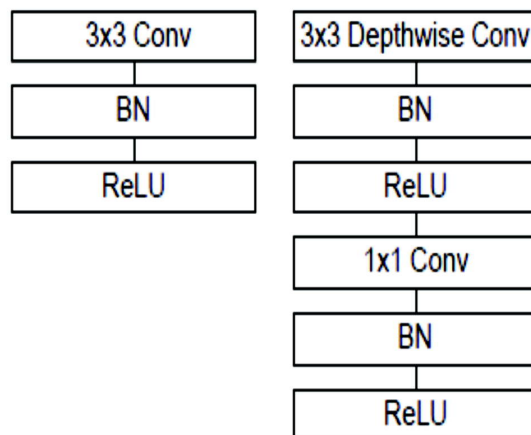 3x3 Conv
BN
ReLU
3x3 Depthwise Conv
BN
ReLU
1x1 Conv
BN
ReLU